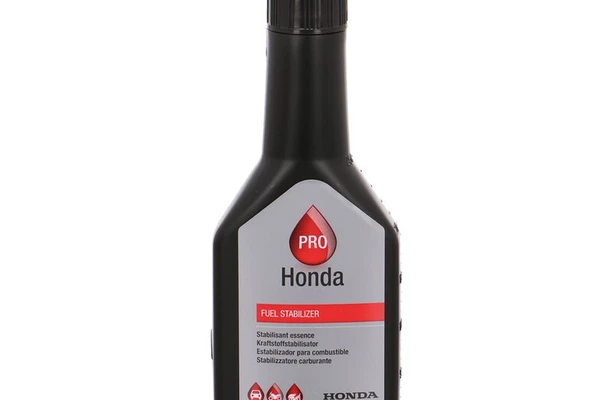 PRO
Honda
FUEL STABILIZER
Stabilisant essence
Kraftstoffstabilisator
Estabilizador para combustible
Stabilizzatore carburante
HONDA